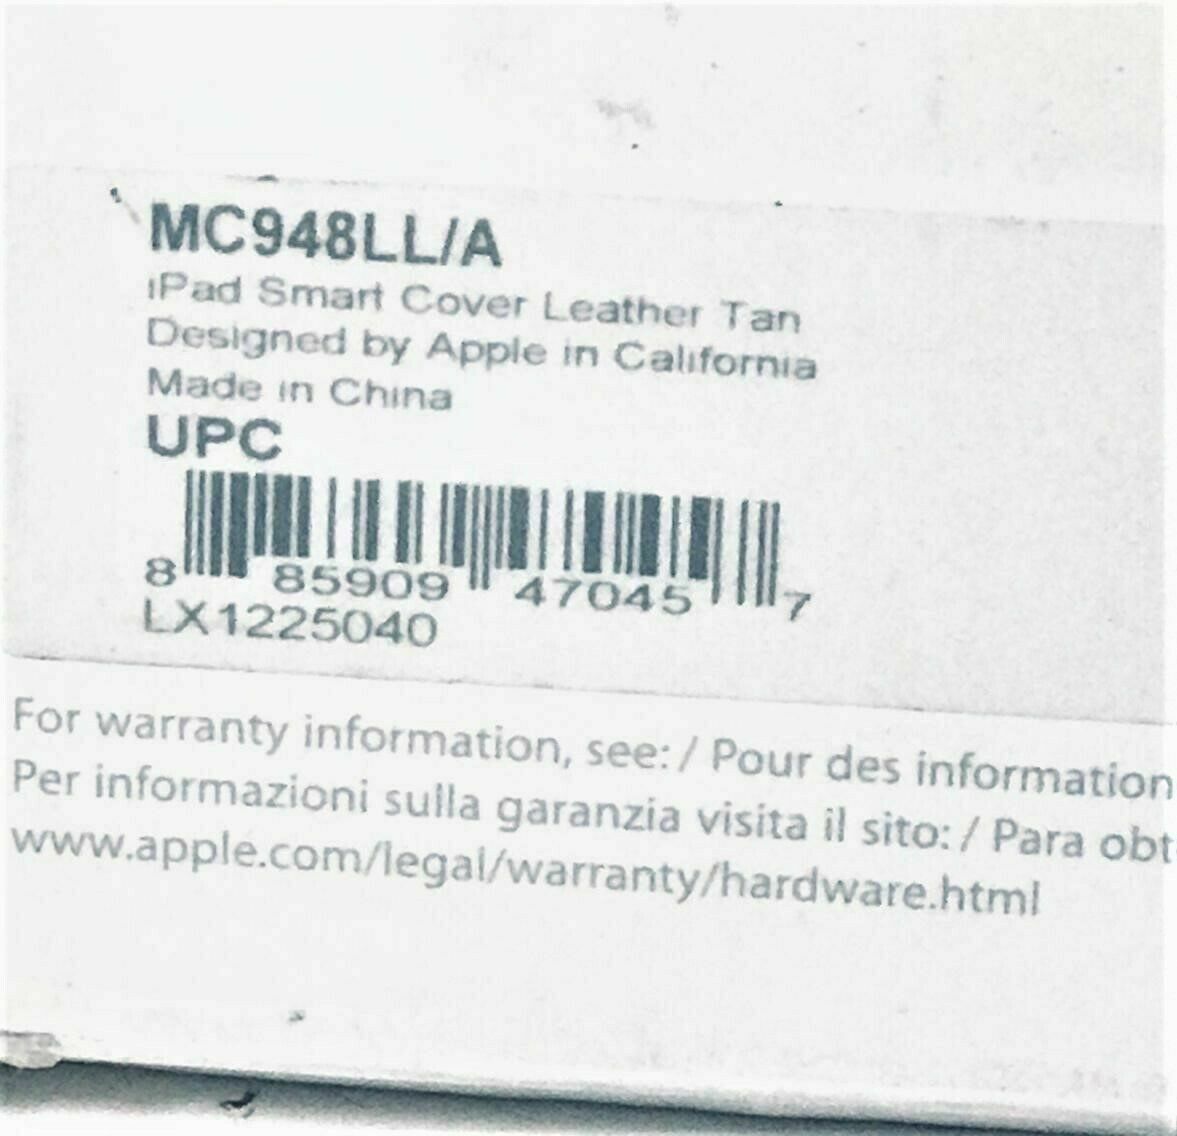 MC948LL/A
iPad Smart Cover Leather Tan
Designed by Apple in California
Made in China
UPC
8 85909 47045 7
LX1225040
For warranty information, see: / Pour des information
Per informazioni sulla garanzia visita il sito: / Para obt
www.apple.com/legal/warranty/hardware.html